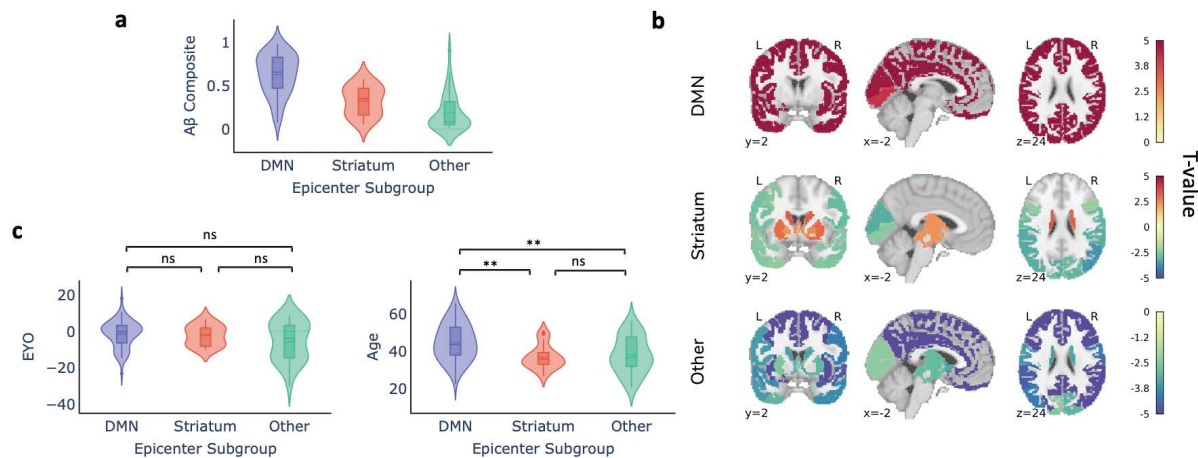 a
Aβ Composite
1
0.5
0
DMN
Striatum
Other
Epicenter Subgroup
b
DMN
L
R
y=2
x=-2
z=24
5
3.8
2.5
1.2
0
Striatum
L
R
y=2
x=-2
z=24
5
2.5
0
-2.5
-5
Other
L
R
y=2
x=-2
z=24
0
-1.2
-2.5
-3.8
-5
T-value
c
ns
ns
ns
EYO
20
0
−20
−40
DMN
Striatum
Other
Epicenter Subgroup
**
**
ns
Age
60
40
20
DMN
Striatum
Other
Epicenter Subgroup